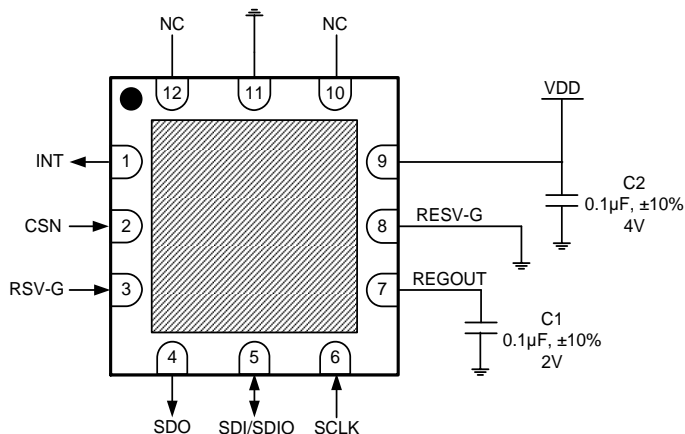 NC
NC
12
11
10
VDD
INT
1
9
C2
0.1µF, ±10%
4V
CSN
2
8
RESV-G
RSV-G
3
7
REGOUT
C1
0.1µF, ±10%
2V
4
5
6
SDO
SDI/SDIO
SCLK